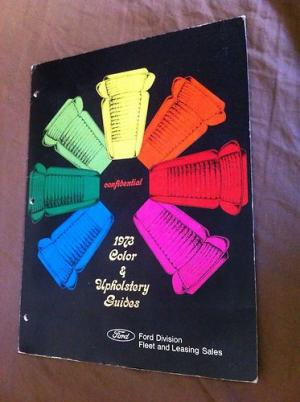 confidential
1973
Color
&
Upholstery
Guides
Ford
Ford Division
Fleet and Leasing Sales